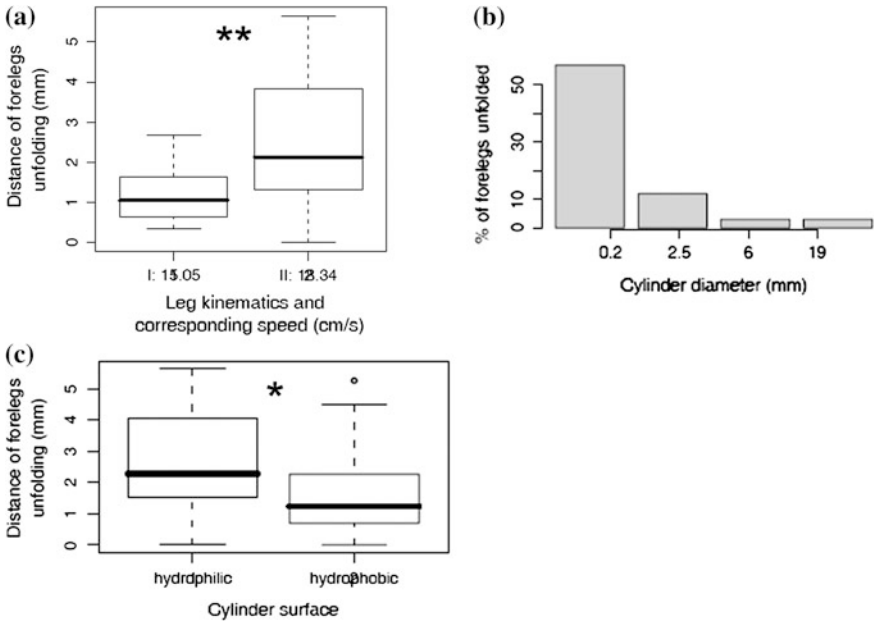 (a)
**
Distance of forelegs
unfolding (mm)
5
4
3
2
1
0
Leg kinematics and
corresponding speed (cm/s)
(b)
% of forelegs unfolded
50
30
10
0
0.2 2.5 6 19
Cylinder diameter (mm)
(c)
*
Distance of forelegs
unfolding (mm)
5
4
3
2
1
0
hydrophilic hydrophobic
Cylinder surface